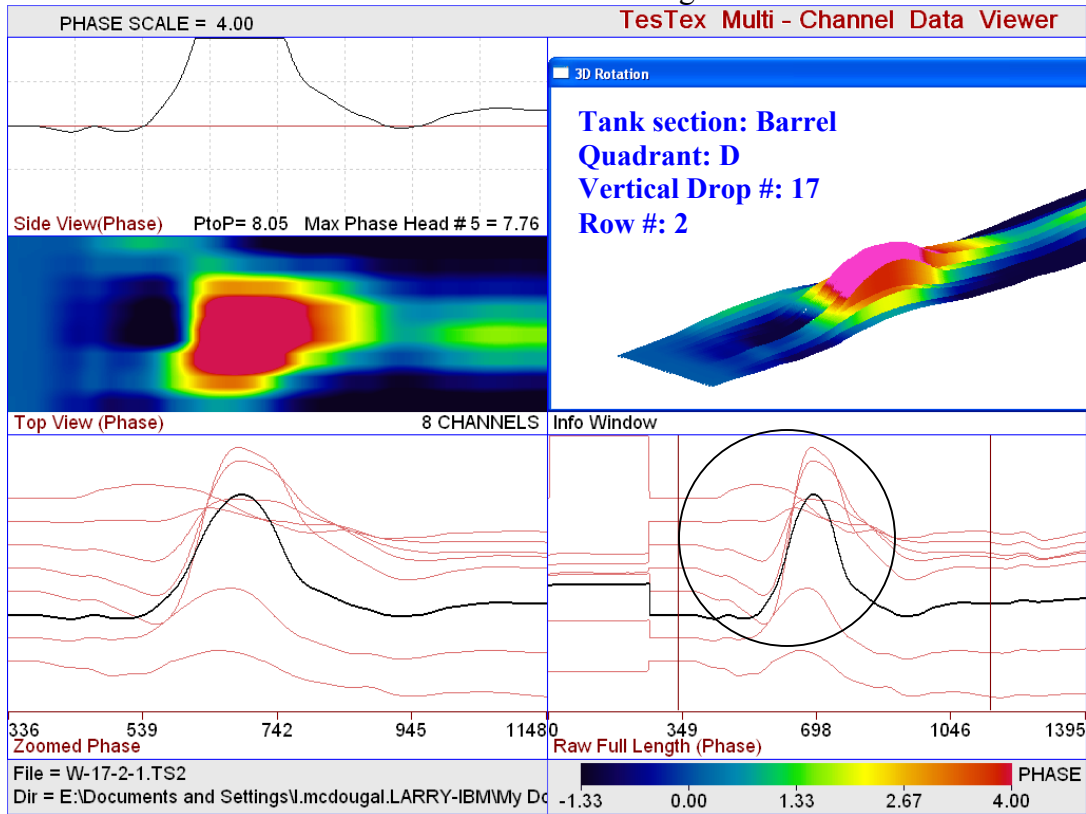 PHASE SCALE = 4.00
TesTex Multi - Channel Data Viewer
3D Rotation
Tank section: Barrel
Quadrant: D
Vertical Drop #: 17
Row #: 2
Side View(Phase) PtoP= 8.05 Max Phase Head # 5 = 7.76
Top View (Phase) 8 CHANNELS
Info Window
336 539 742 945 1148
Zoomed Phase
0 349 698 1046 1395
Raw Full Length (Phase)
File = W-17-2-1.TS2
Dir = E:\Documents and Settings\l.mcdougal.LARRY-IBM\My Do
PHASE
-1.33 0.00 1.33 2.67 4.00